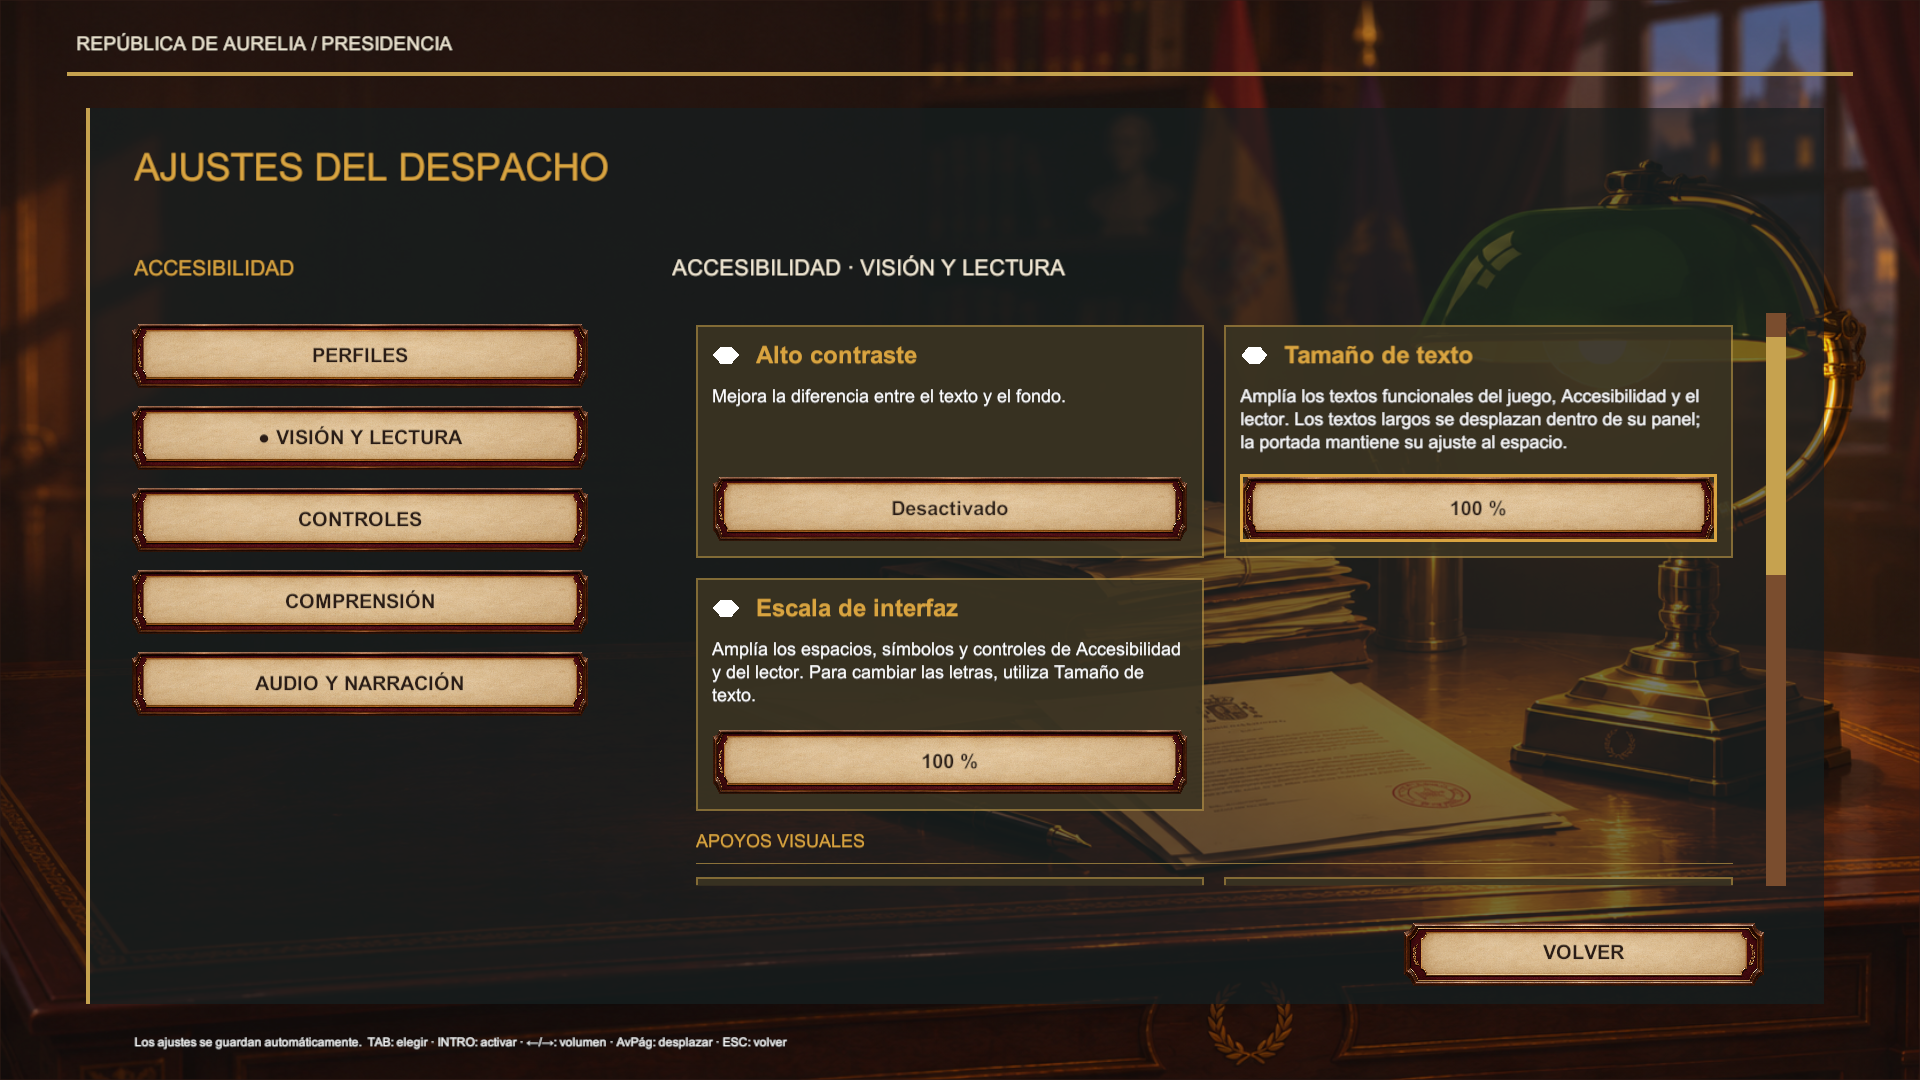 REPÚBLICA DE AURELIA / PRESIDENCIA
AJUSTES DEL DESPACHO
ACCESIBILIDAD
PERFILES
● VISIÓN Y LECTURA
CONTROLES
COMPRENSIÓN
AUDIO Y NARRACIÓN
ACCESIBILIDAD · VISIÓN Y LECTURA
Alto contraste
Mejora la diferencia entre el texto y el fondo.
Desactivado
Tamaño de texto
Amplía los textos funcionales del juego, Accesibilidad y el
lector. Los textos largos se desplazan dentro de su panel;
la portada mantiene su ajuste al espacio.
100 %
Escala de interfaz
Amplía los espacios, símbolos y controles de Accesibilidad
y del lector. Para cambiar las letras, utiliza Tamaño de
texto.
100 %
APOYOS VISUALES
VOLVER
Los ajustes se guardan automáticamente. TAB: elegir · INTRO: activar · ←/→: volumen · AvPág: desplazar · ESC: volver